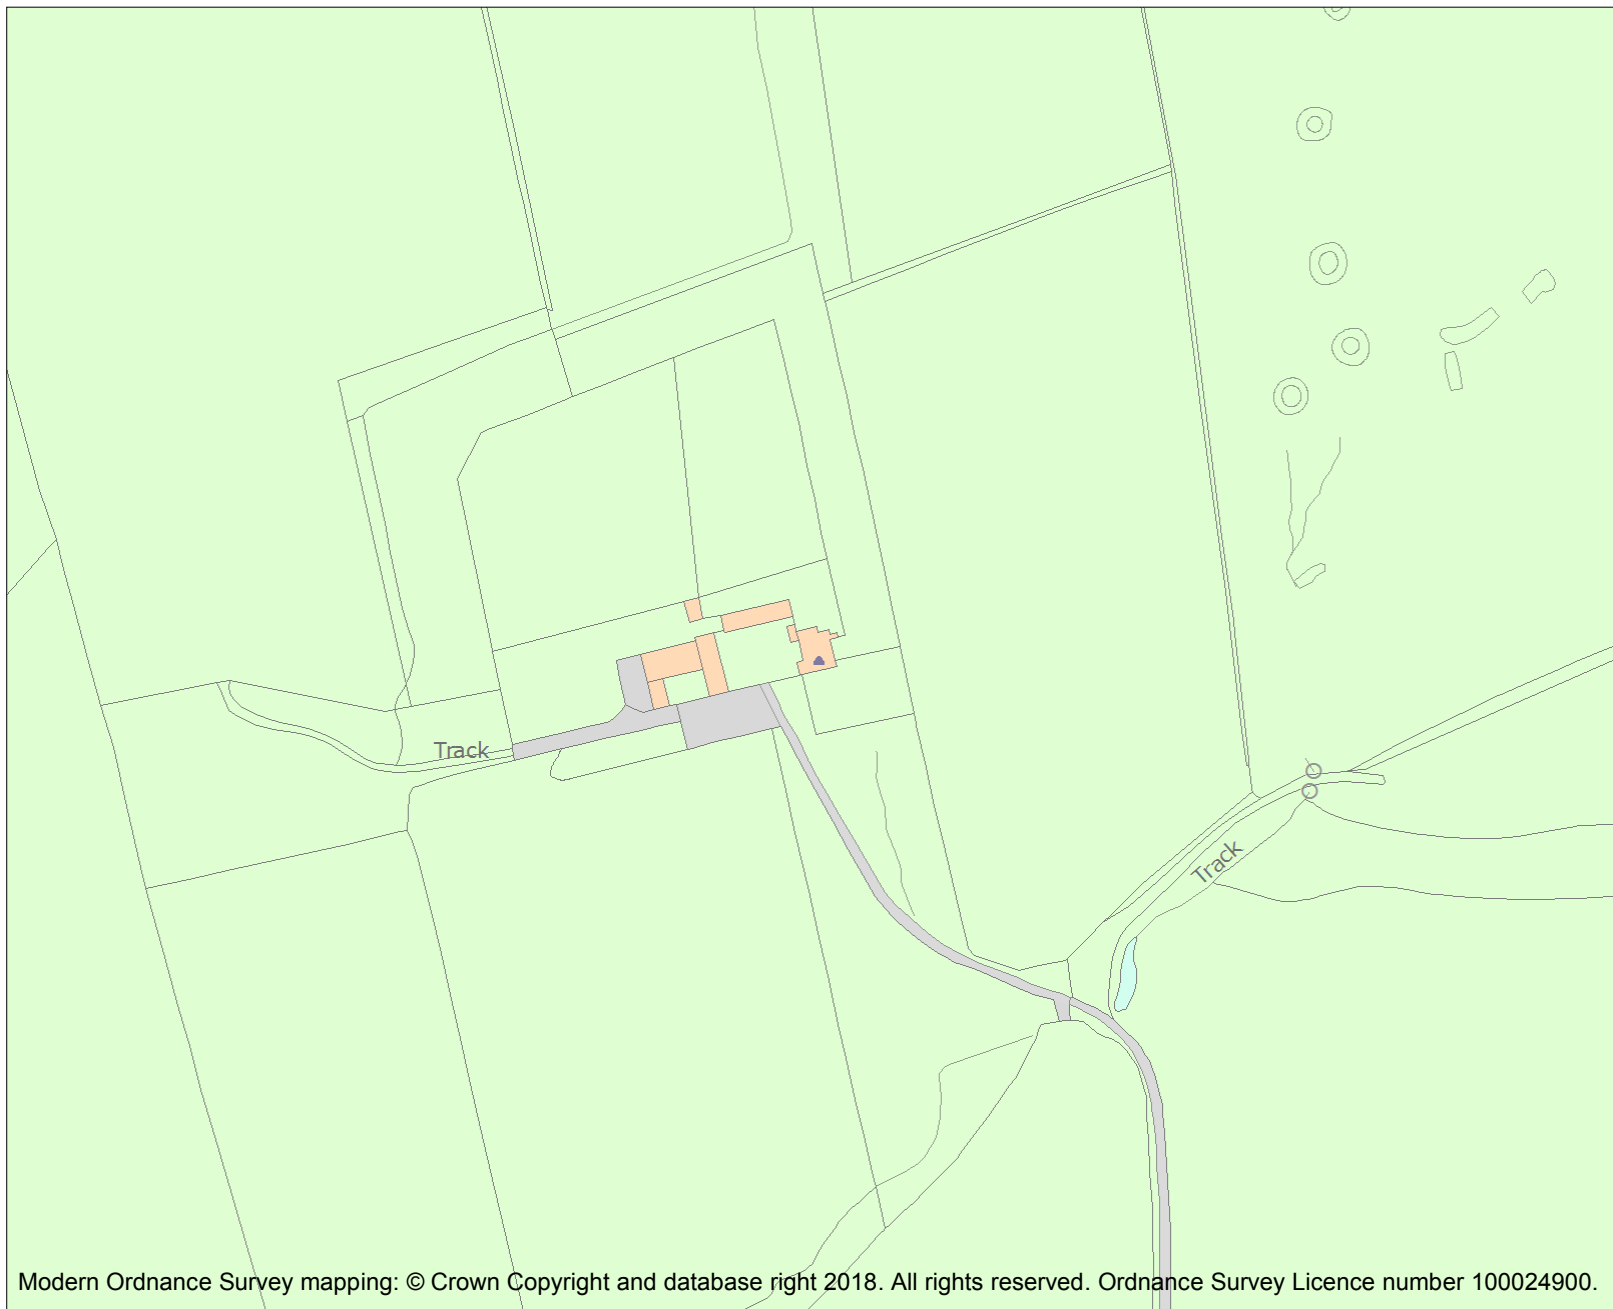 Track
Track
Modern Ordnance Survey mapping: © Crown Copyright and database right 2018. All rights reserved. Ordnance Survey Licence number 100024900.